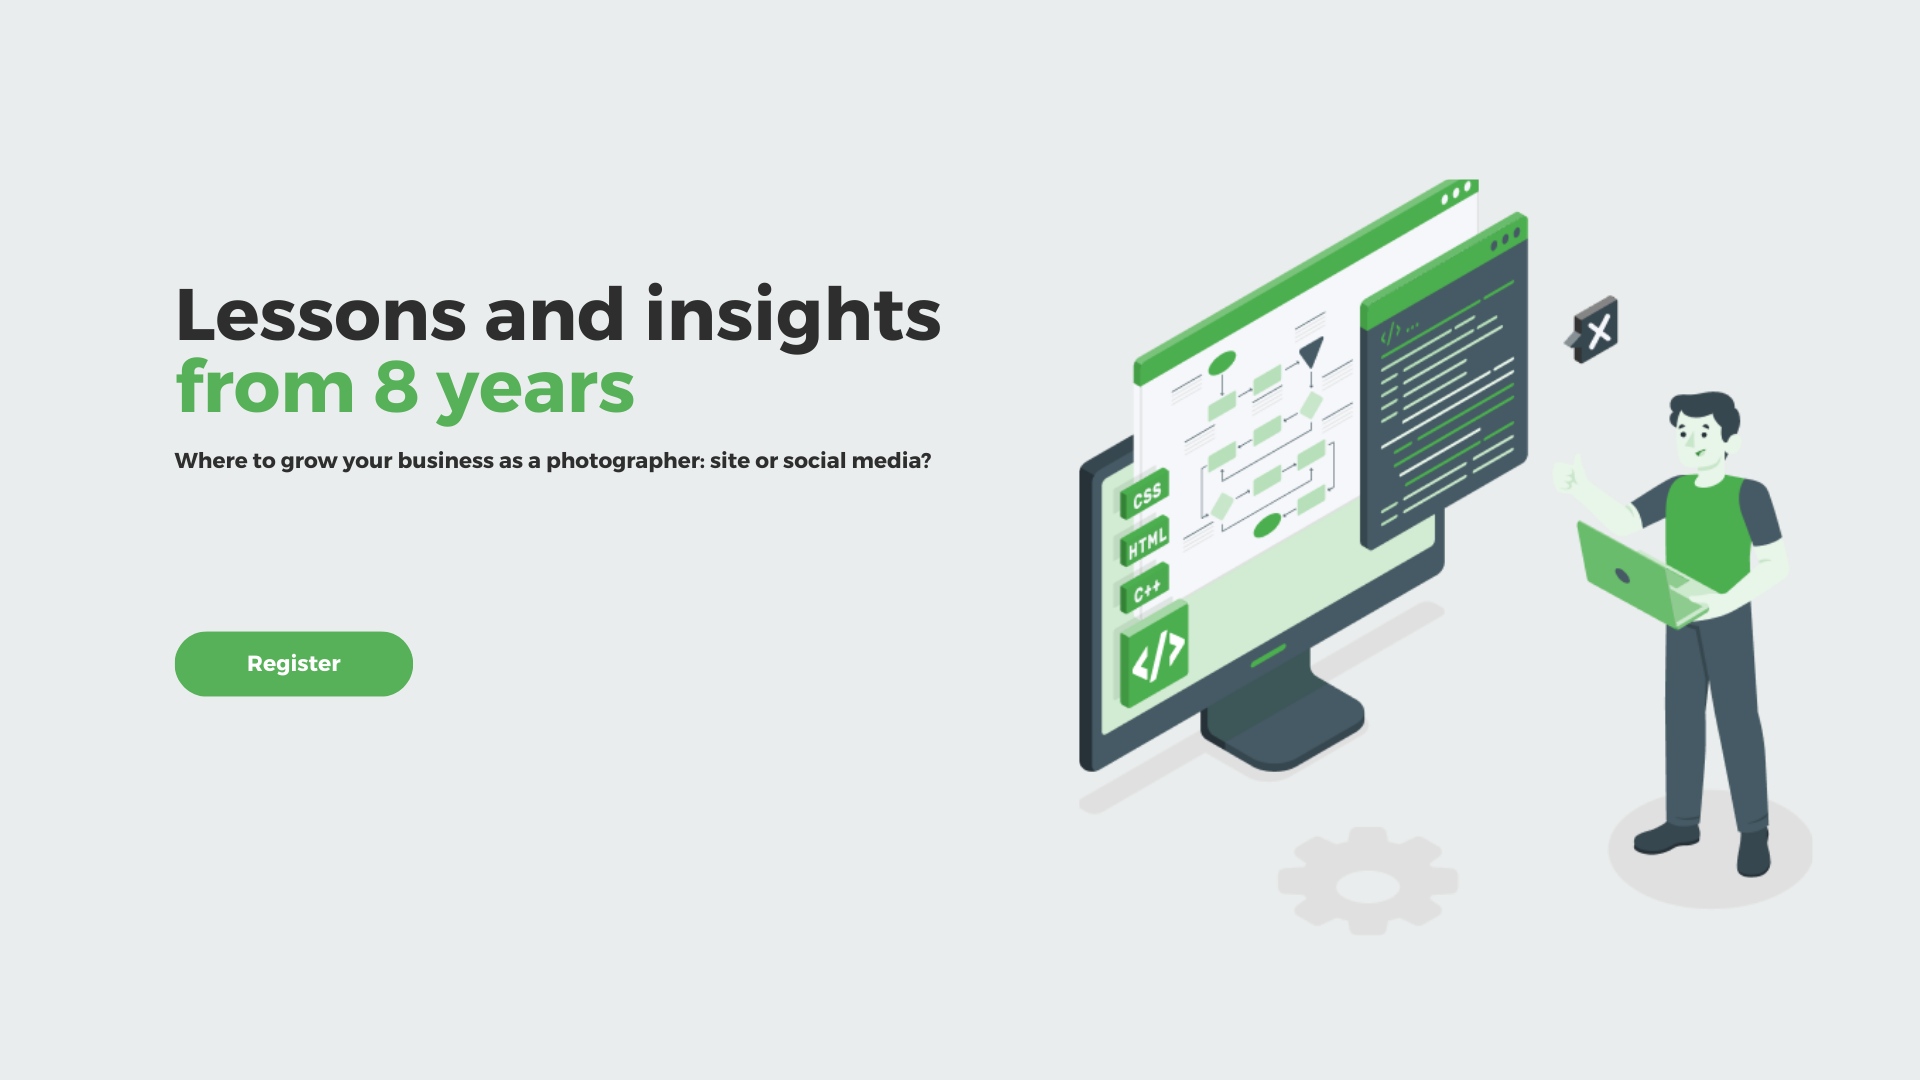 Lessons and insights
from 8 years
Where to grow your business as a photographer: site or social media?
Register
CSS
HTML
C++
</>
</> ...
X